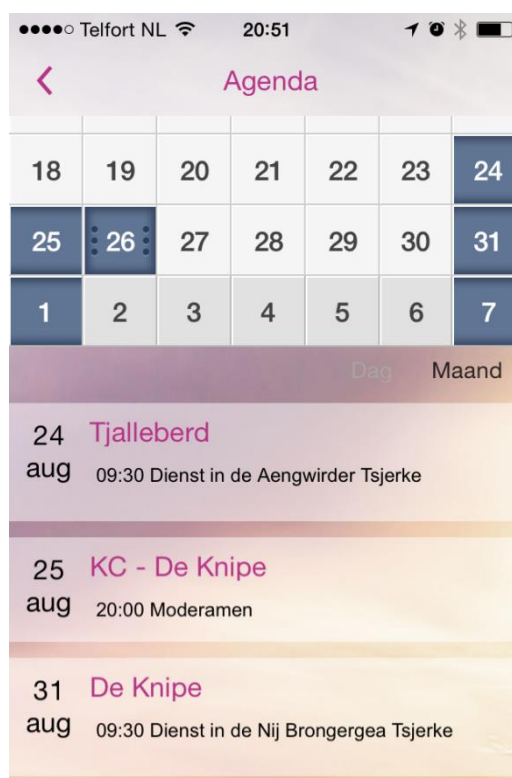 Telfort NL 20:51
Agenda
18 19 20 21 22 23 24
25 26 27 28 29 30 31
1 2 3 4 5 6 7
Dag Maand
24 aug
Tjalleberd
09:30 Dienst in de Aengwirder Tsjerke
25 aug
KC - De Knipe
20:00 Moderamen
31 aug
De Knipe
09:30 Dienst in de Nij Brongergea Tsjerke